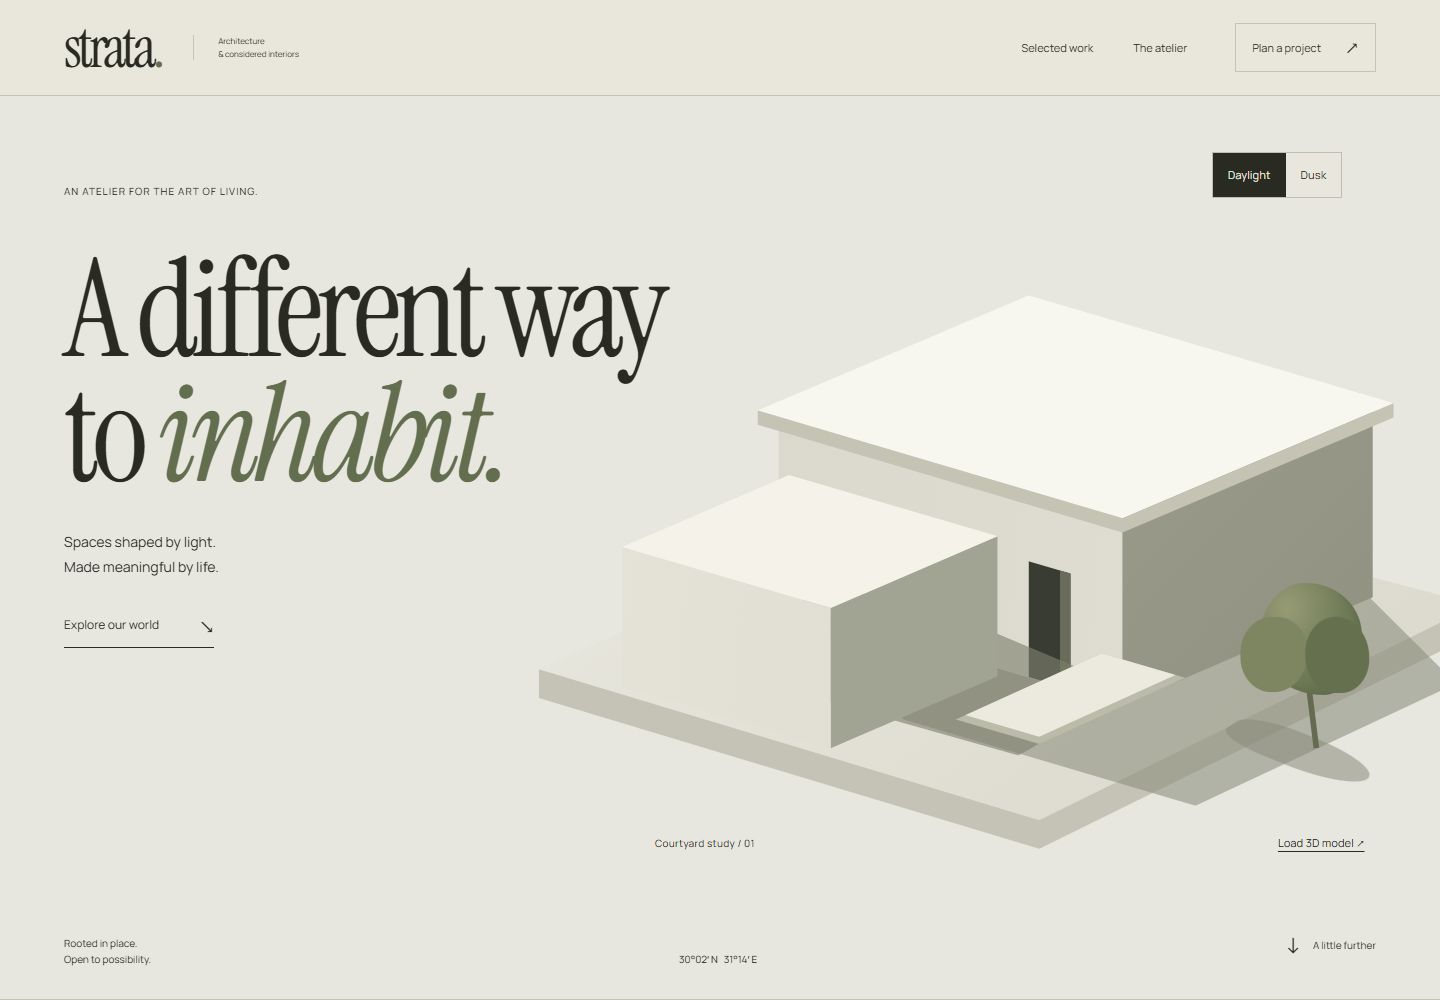 strata.
Architecture
& considered interiors
Selected work
The atelier
Plan a project ↗
AN ATELIER FOR THE ART OF LIVING.
Daylight
Dusk
A different way
to inhabit.
Spaces shaped by light.
Made meaningful by life.
Explore our world ↘
Courtyard study / 01
Load 3D model ↗
Rooted in place.
Open to possibility.
30°02′N 31°14′E
↓ A little further